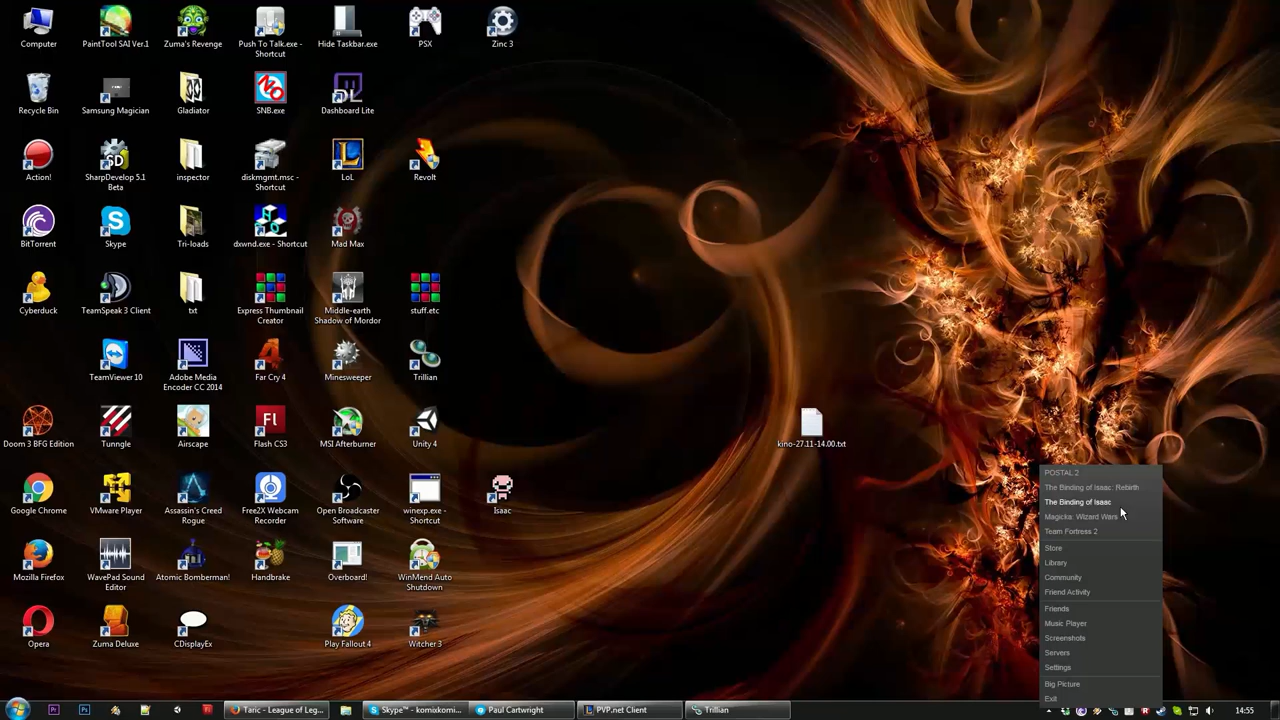 Computer
PaintTool SAI Ver.1
Zuma's Revenge
Push To Talk.exe -
Shortcut
Hide Taskbar.exe
PSX
Zinc 3
Recycle Bin
Samsung Magician
Gladiator
SNB.exe
Dashboard Lite
Action!
SharpDevelop 5.1
Beta
inspector
diskmgmt.msc -
Shortcut
LoL
Revolt
BitTorrent
Skype
Tri-loads
dxwnd.exe - Shortcut
Mad Max
Cyberduck
TeamSpeak 3 Client
txt
Express Thumbnail
Creator
Middle-earth
Shadow of Mordor
stuff.etc
TeamViewer 10
Adobe Media
Encoder CC 2014
Far Cry 4
Minesweeper
Trillian
Doom 3 BFG Edition
Tunngle
Airscape
Flash CS3
MSI Afterburner
Unity 4
kino-27.11-14.00.txt
Google Chrome
VMware Player
Assassin's Creed
Rogue
Free2X Webcam
Recorder
Open Broadcaster
Software
winexp.exe -
Shortcut
Isaac
Mozilla Firefox
WavePad Sound
Editor
Atomic Bomberman!
Handbrake
Overboard!
WinMend Auto
Shutdown
Opera
Zuma Deluxe
CDisplayEx
Play Fallout 4
Witcher 3
POSTAL 2
The Binding of Isaac: Rebirth
The Binding of Isaac
Magicka: Wizard Wars
Team Fortress 2
Store
Library
Community
Friend Activity
Friends
Music Player
Screenshots
Servers
Settings
Big Picture
Exit
Taric - League of Leg...
Skype™ - komixkomi...
Paul Cartwright
PVP.net Client
Trillian
14:55